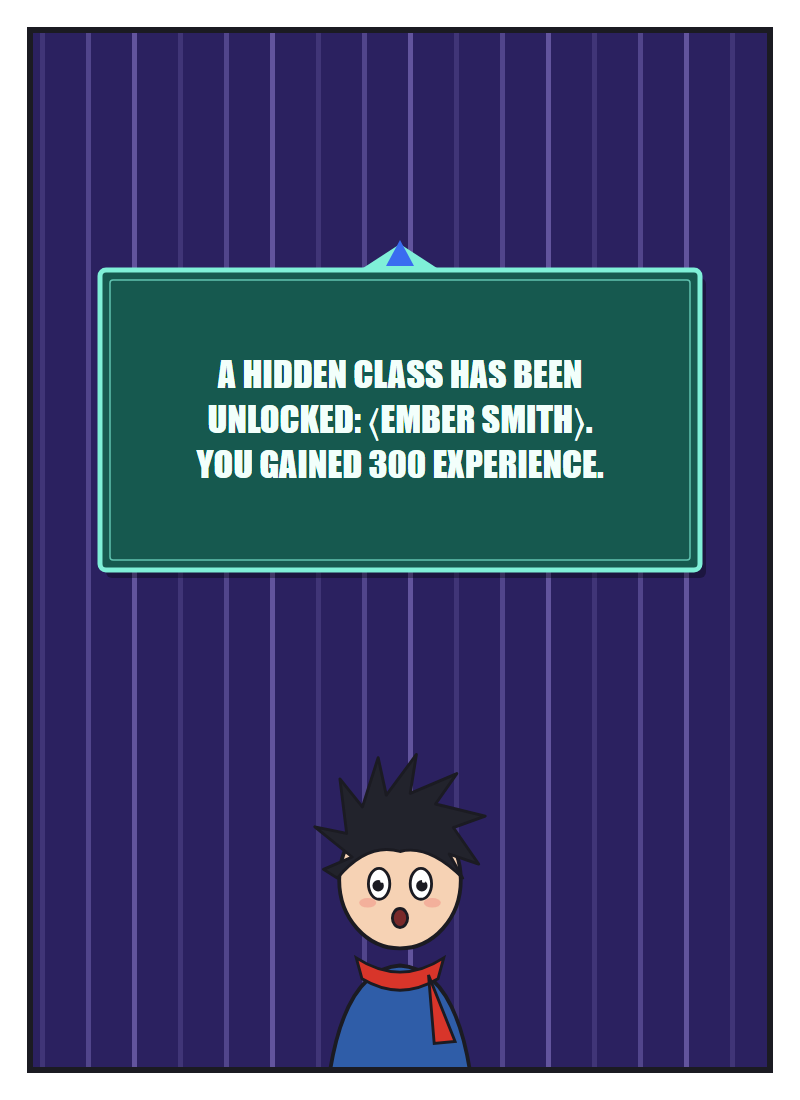 A HIDDEN CLASS HAS BEEN
UNLOCKED: 〈EMBER SMITH〉.
YOU GAINED 300 EXPERIENCE.